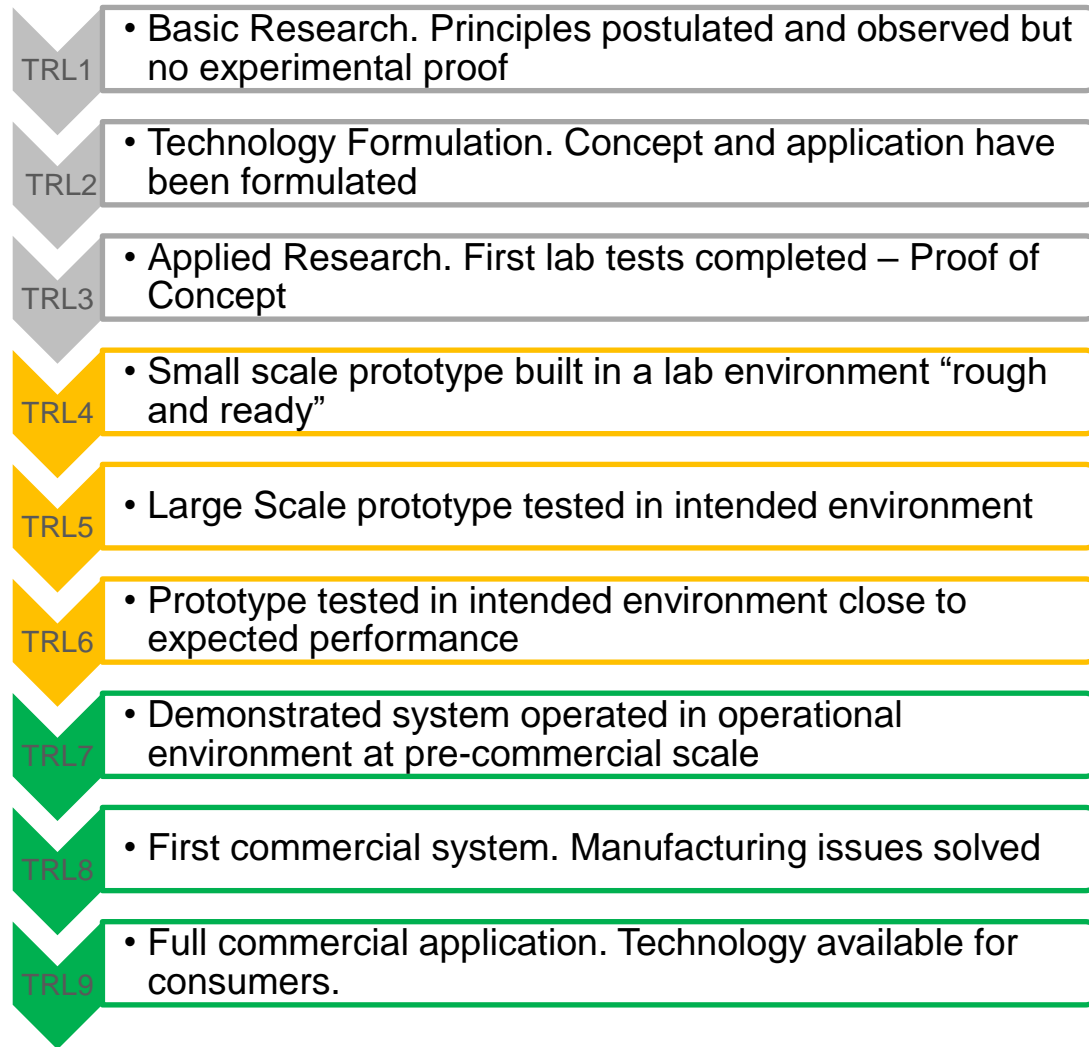 TRL1
• Basic Research. Principles postulated and observed but
no experimental proof
TRL2
• Technology Formulation. Concept and application have
been formulated
TRL3
• Applied Research. First lab tests completed – Proof of
Concept
TRL4
• Small scale prototype built in a lab environment “rough
and ready”
TRL5
• Large Scale prototype tested in intended environment
TRL6
• Prototype tested in intended environment close to
expected performance
TRL7
• Demonstrated system operated in operational
environment at pre-commercial scale
TRL8
• First commercial system. Manufacturing issues solved
TRL9
• Full commercial application. Technology available for
consumers.